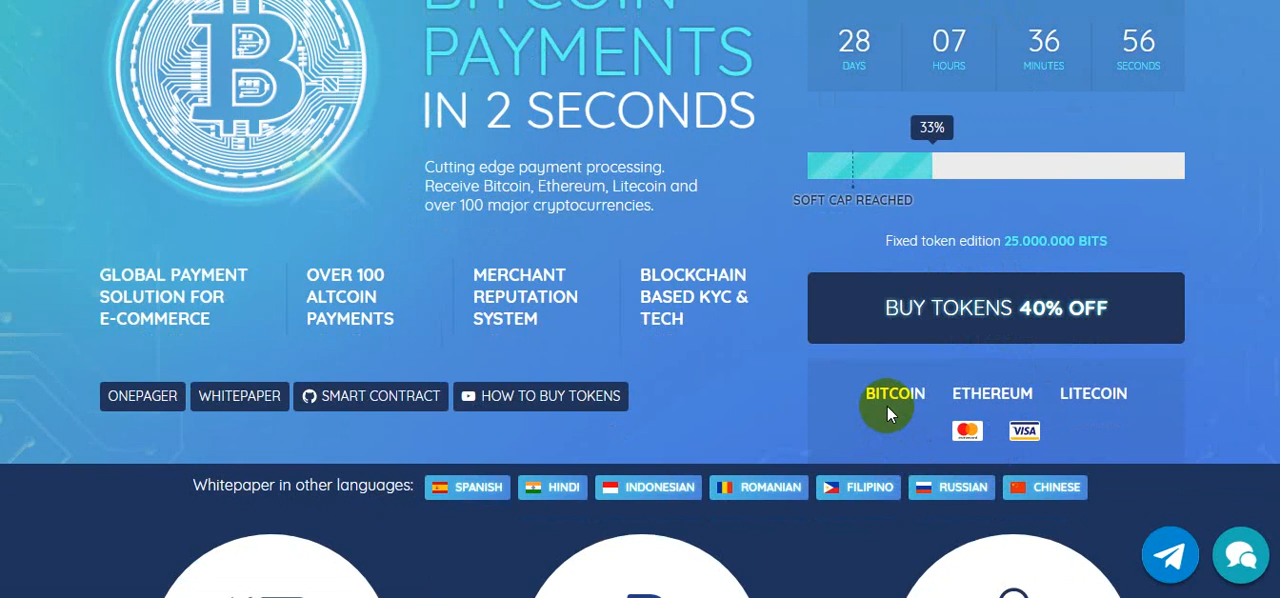 BITCOIN
PAYMENTS
IN 2 SECONDS
Cutting edge payment processing.
Receive Bitcoin, Ethereum, Litecoin and
over 100 major cryptocurrencies.
GLOBAL PAYMENT
SOLUTION FOR
E-COMMERCE
OVER 100
ALTCOIN
PAYMENTS
MERCHANT
REPUTATION
SYSTEM
BLOCKCHAIN
BASED KYC &
TECH
ONEPAGER
WHITEPAPER
SMART CONTRACT
HOW TO BUY TOKENS
28 07 36 56
DAYS HOURS MINUTES SECONDS
33%
SOFT CAP REACHED
Fixed token edition 25.000.000 BITS
BUY TOKENS 40% OFF
BITCOIN ETHEREUM LITECOIN
VISA
Whitepaper in other languages: SPANISH HINDI INDONESIAN ROMANIAN FILIPINO RUSSIAN CHINESE